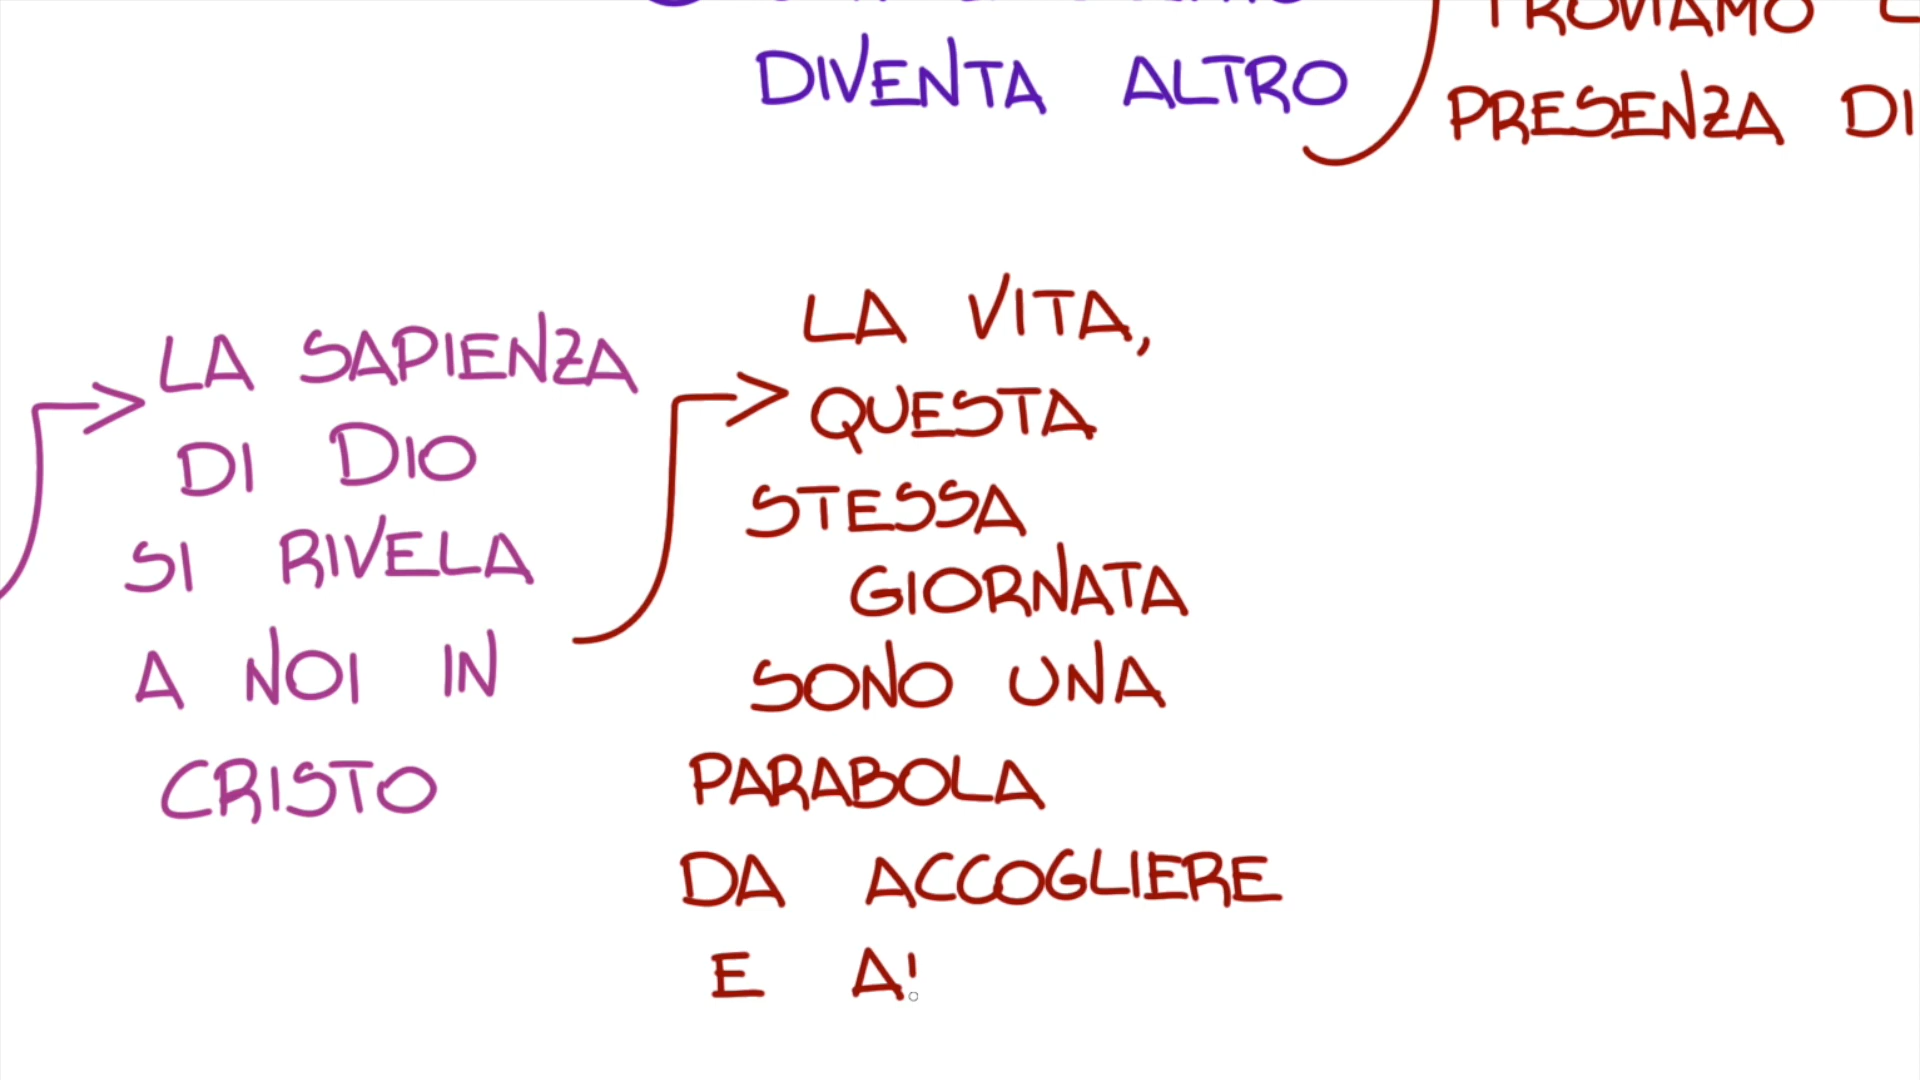 DIVENTA ALTRO
TROVIAMO
PRESENZA DI
LA SAPIENZA
DI DIO
SI RIVELA
A NOI IN
CRISTO
LA VITA,
QUESTA
STESSA
GIORNATA
SONO UNA
PARABOLA
DA ACCOGLIERE
E A